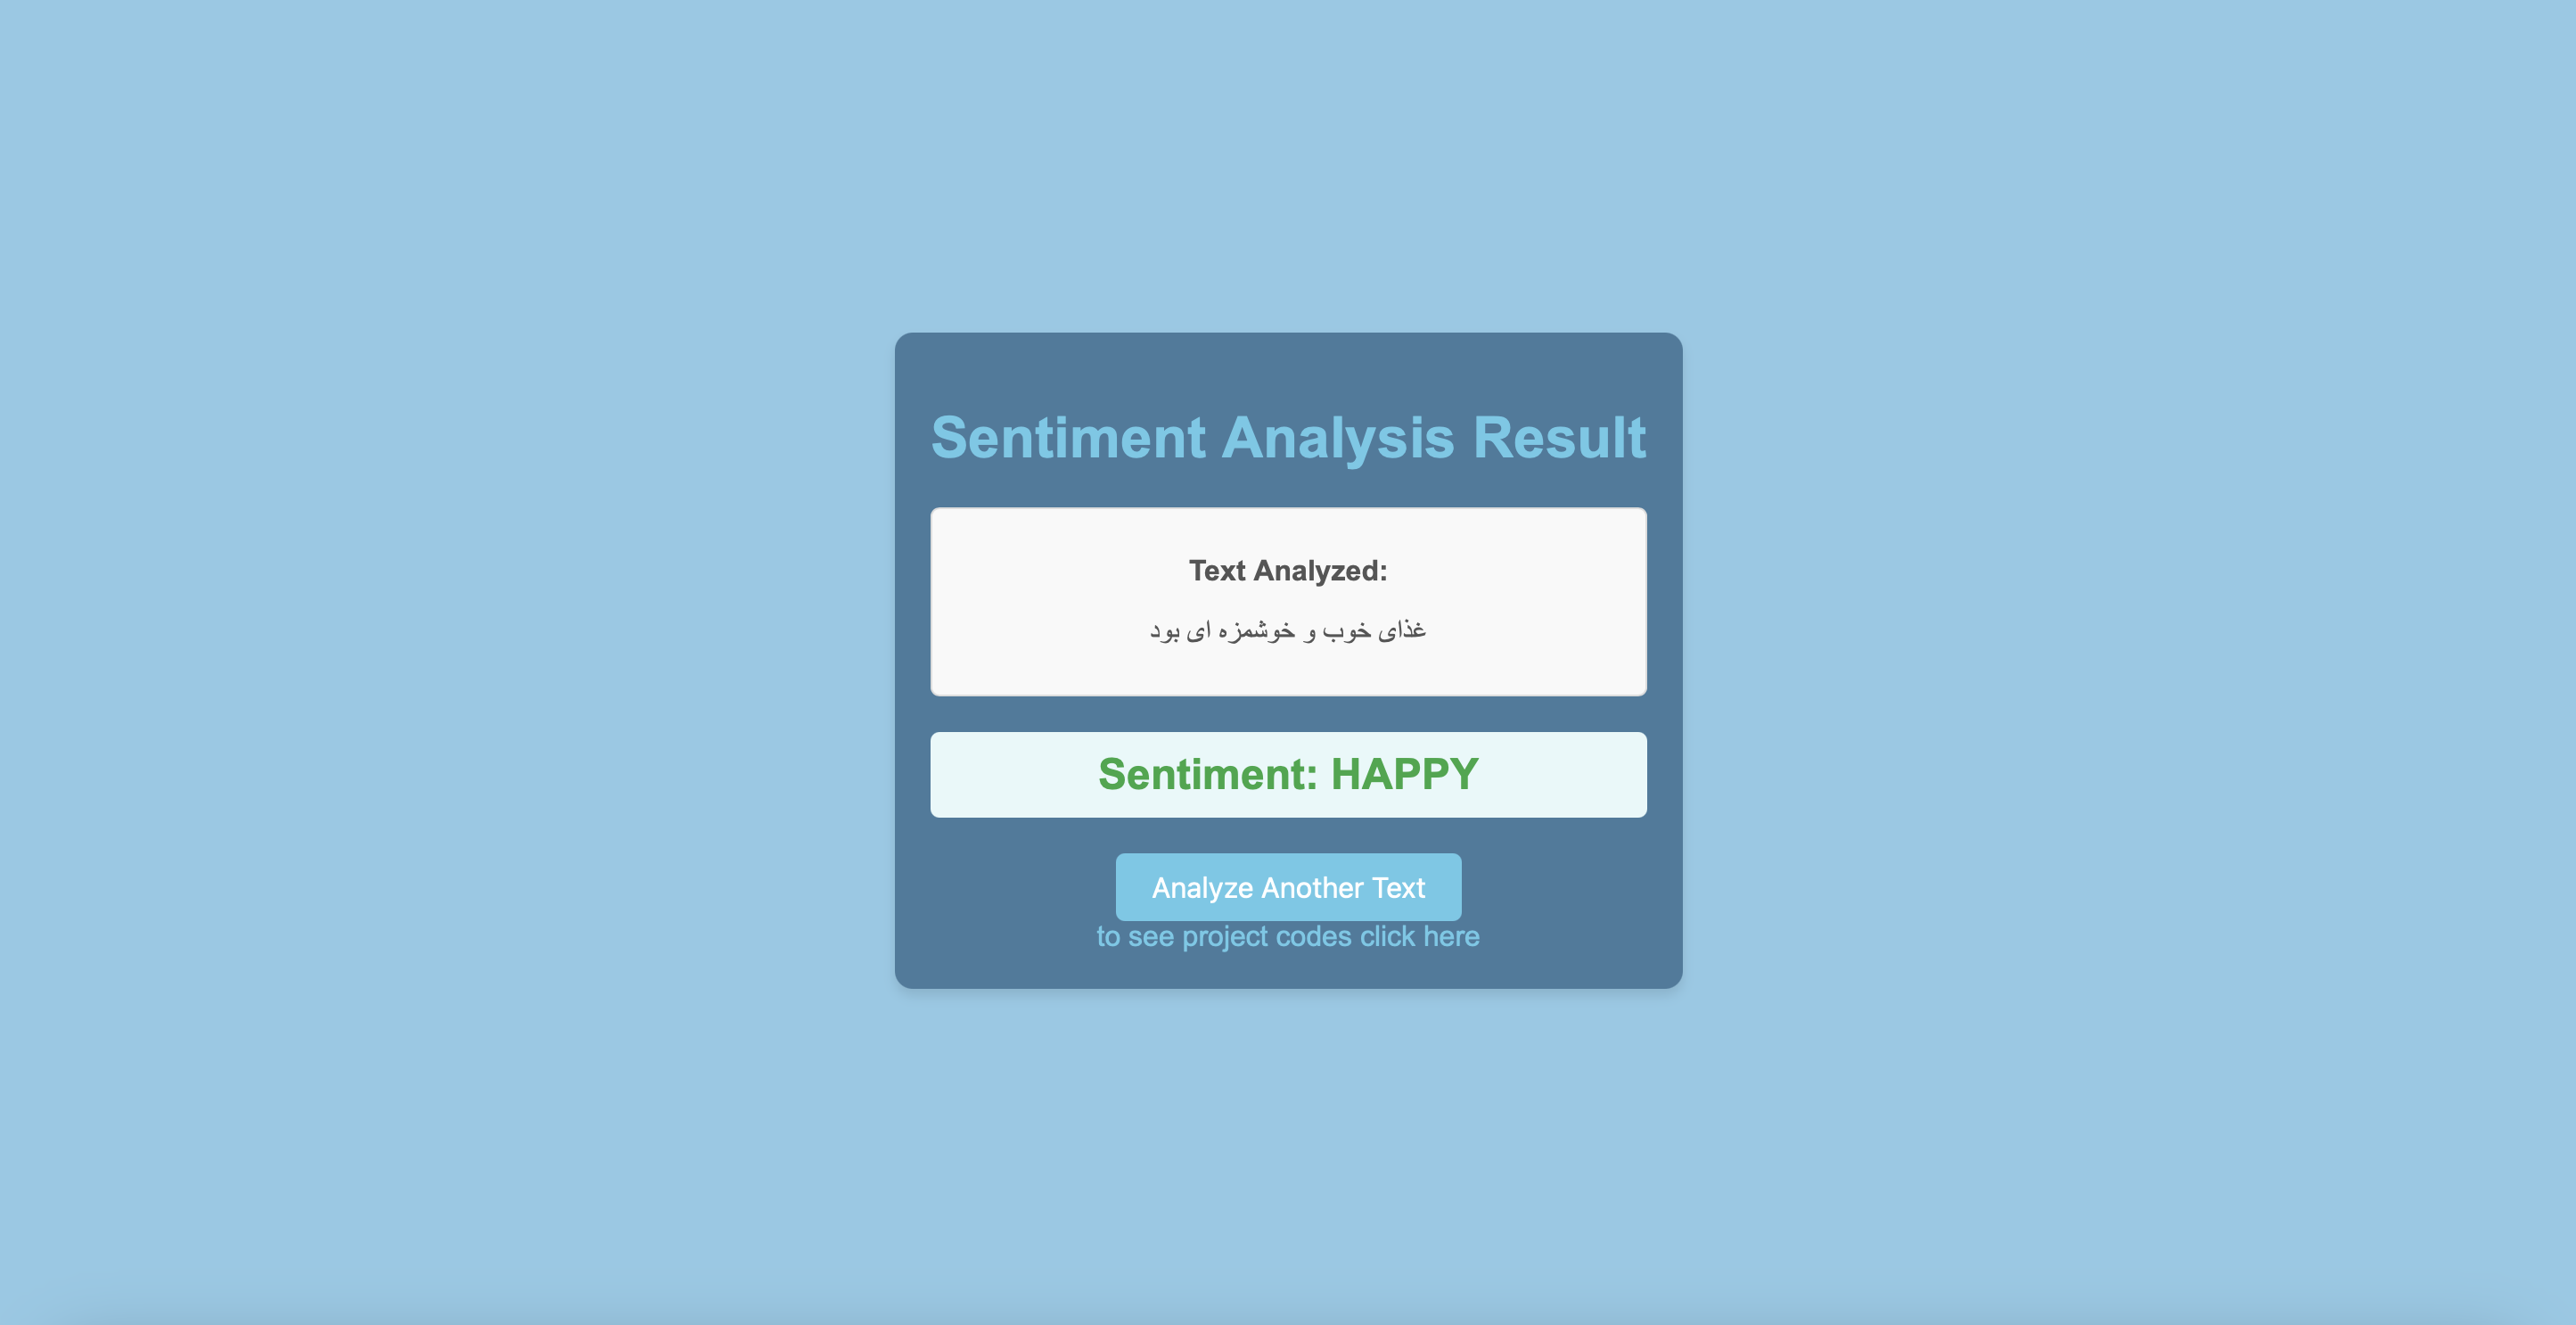 Sentiment Analysis Result
Text Analyzed:
غذای خوب و خوشمزه ای بود
Sentiment: HAPPY
Analyze Another Text
to see project codes click here